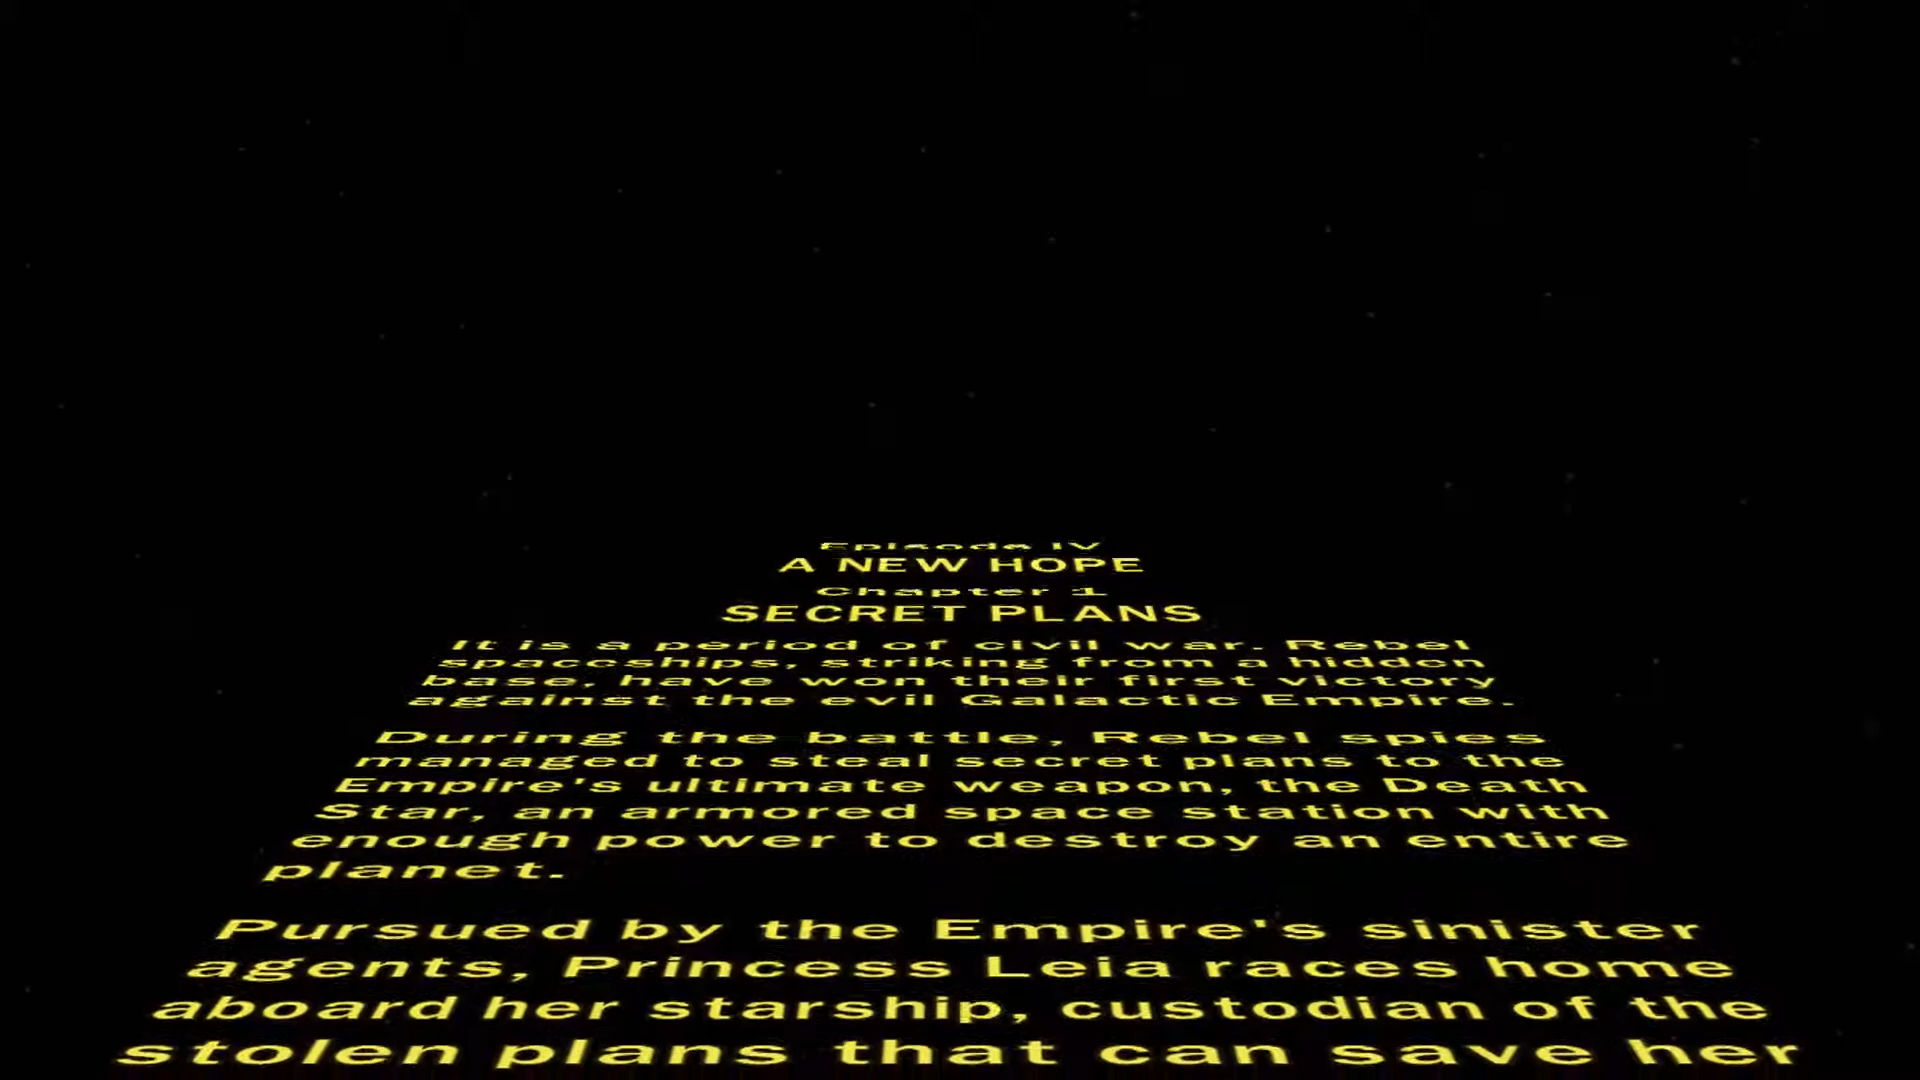 Episode IV
A NEW HOPE
Chapter 1
SECRET PLANS
It is a period of civil war. Rebel
spaceships, striking from a hidden
base, have won their first victory
against the evil Galactic Empire.
During the battle, Rebel spies
managed to steal secret plans to the
Empire's ultimate weapon, the Death
Star, an armored space station with
enough power to destroy an entire
planet.
Pursued by the Empire's sinister
agents, Princess Leia races home
aboard her starship, custodian of the
stolen plans that can save her